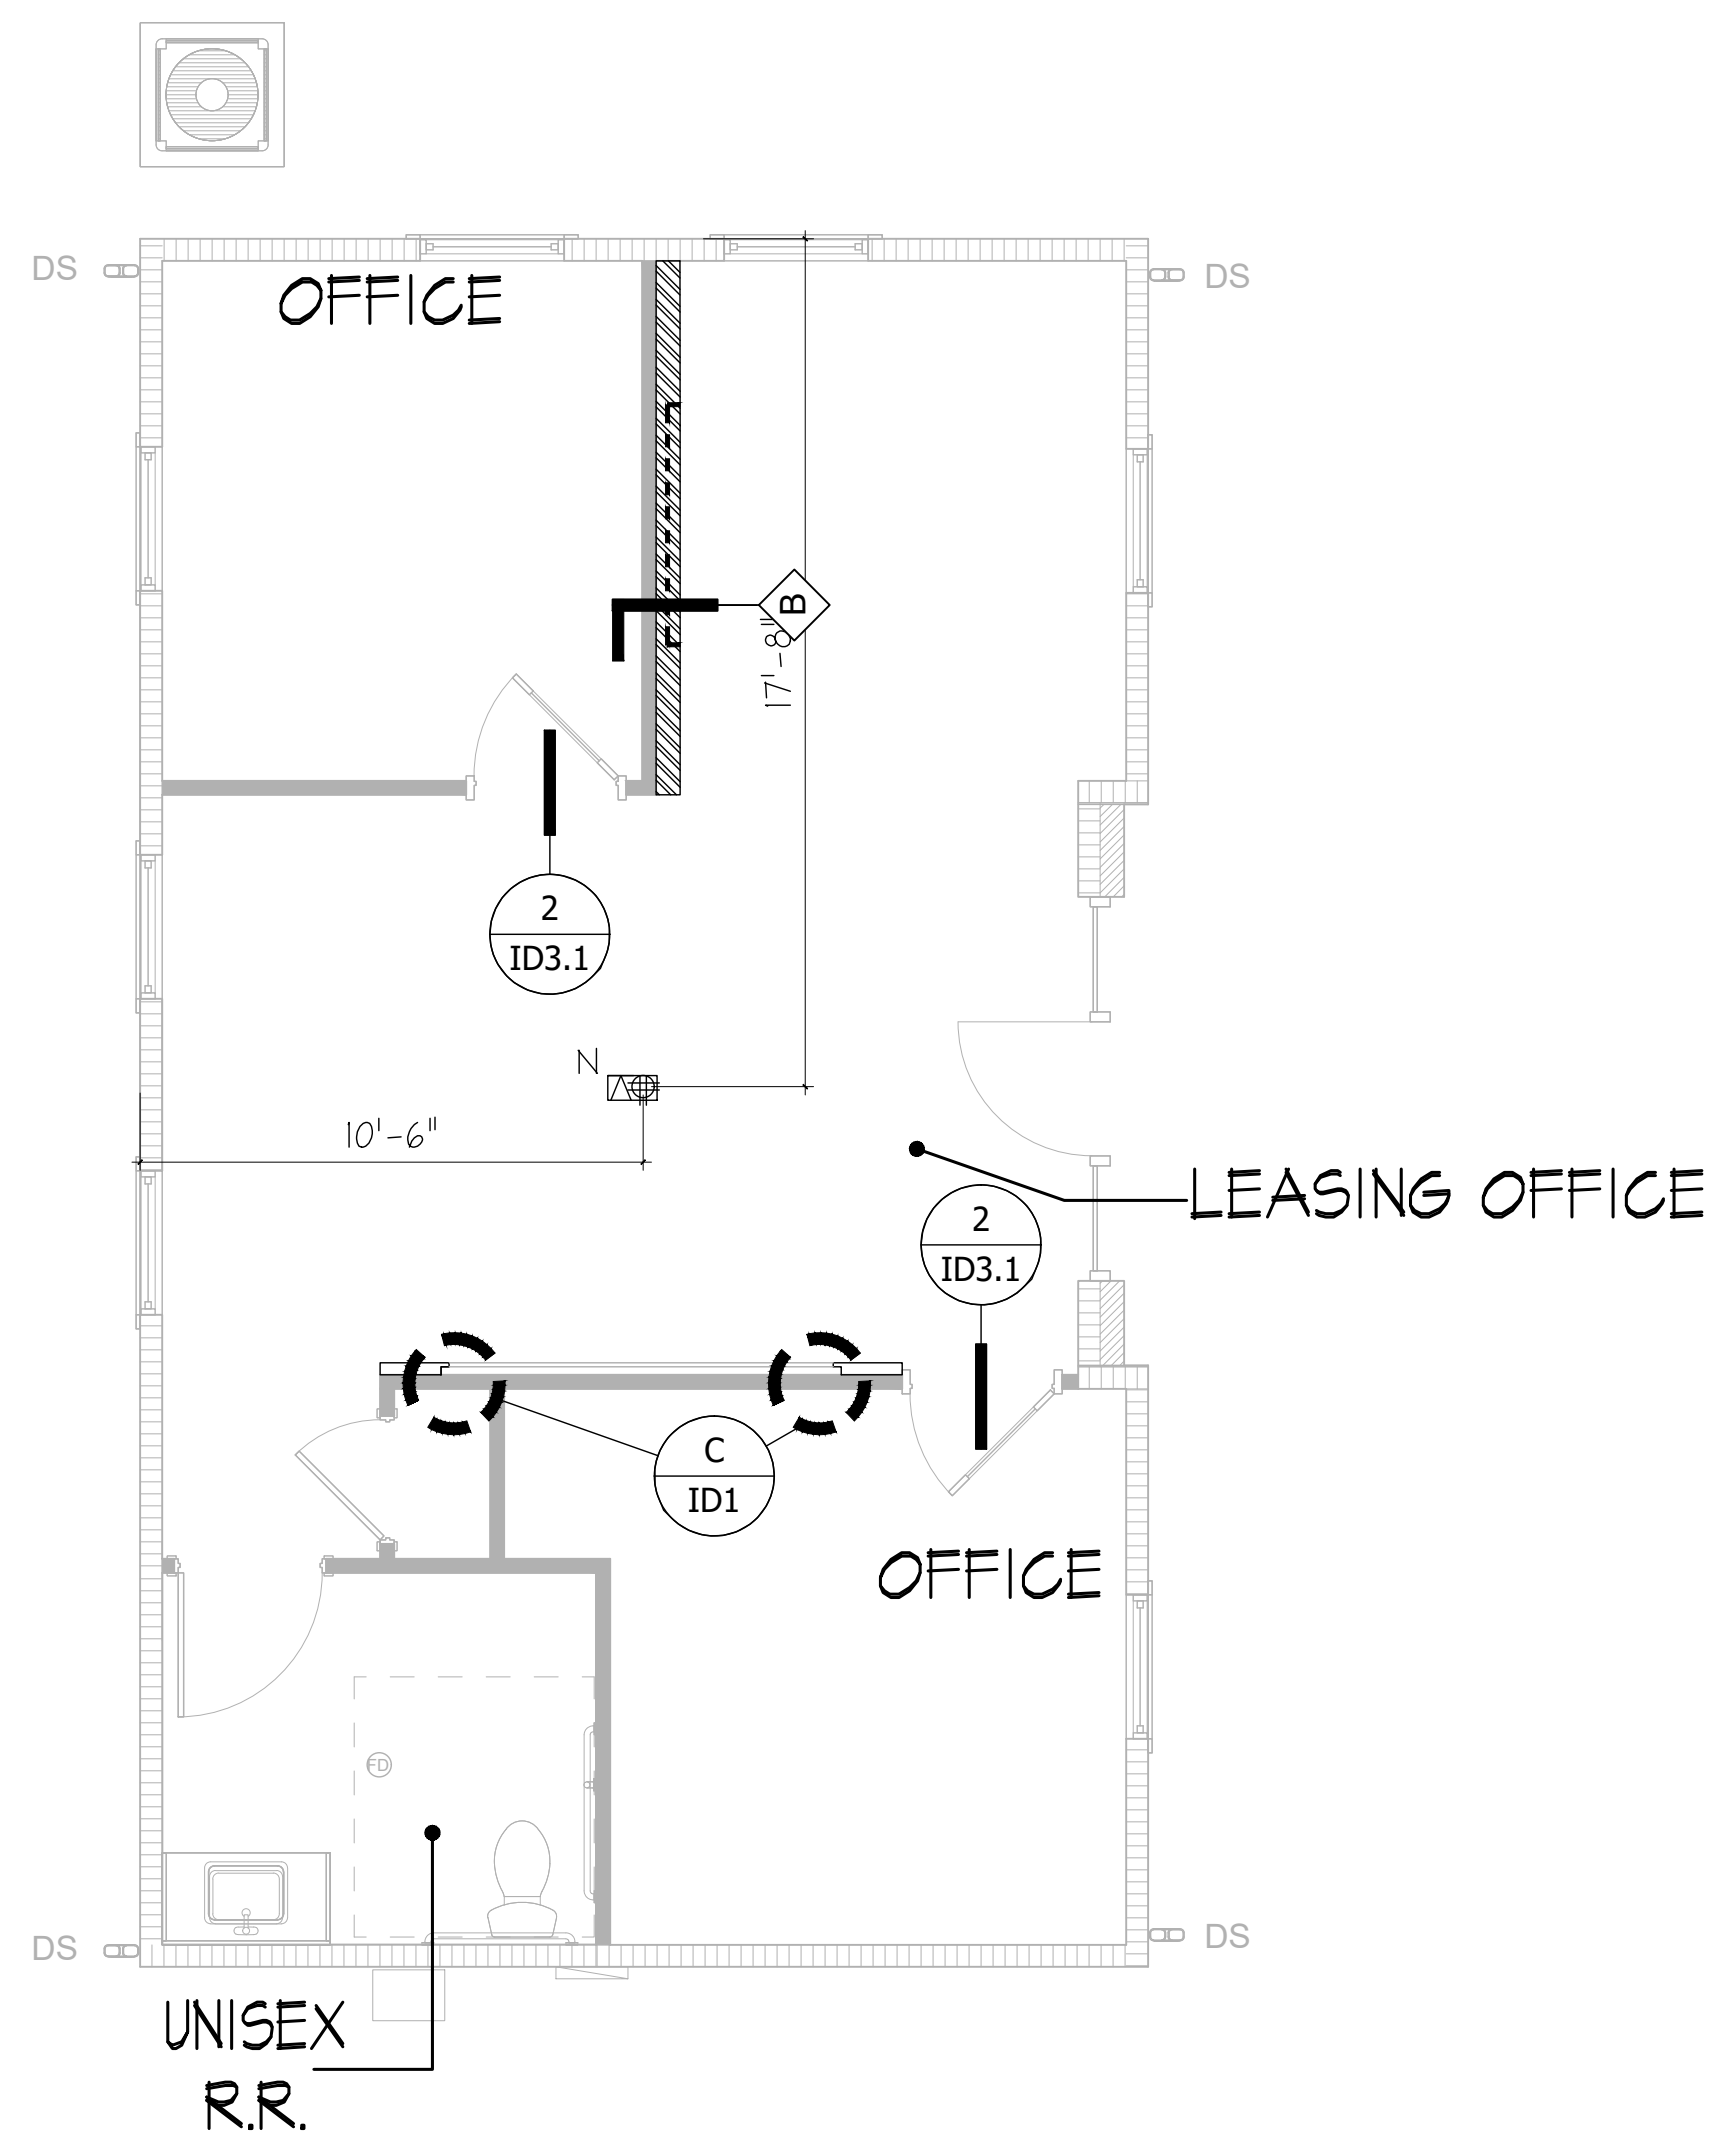 DS
OFFICE
DS
B
17'-8"
2
ID3.1
N
10'-6"
LEASING OFFICE
2
ID3.1
C
ID1
OFFICE
FD
DS
DS
UNISEX
R.R.